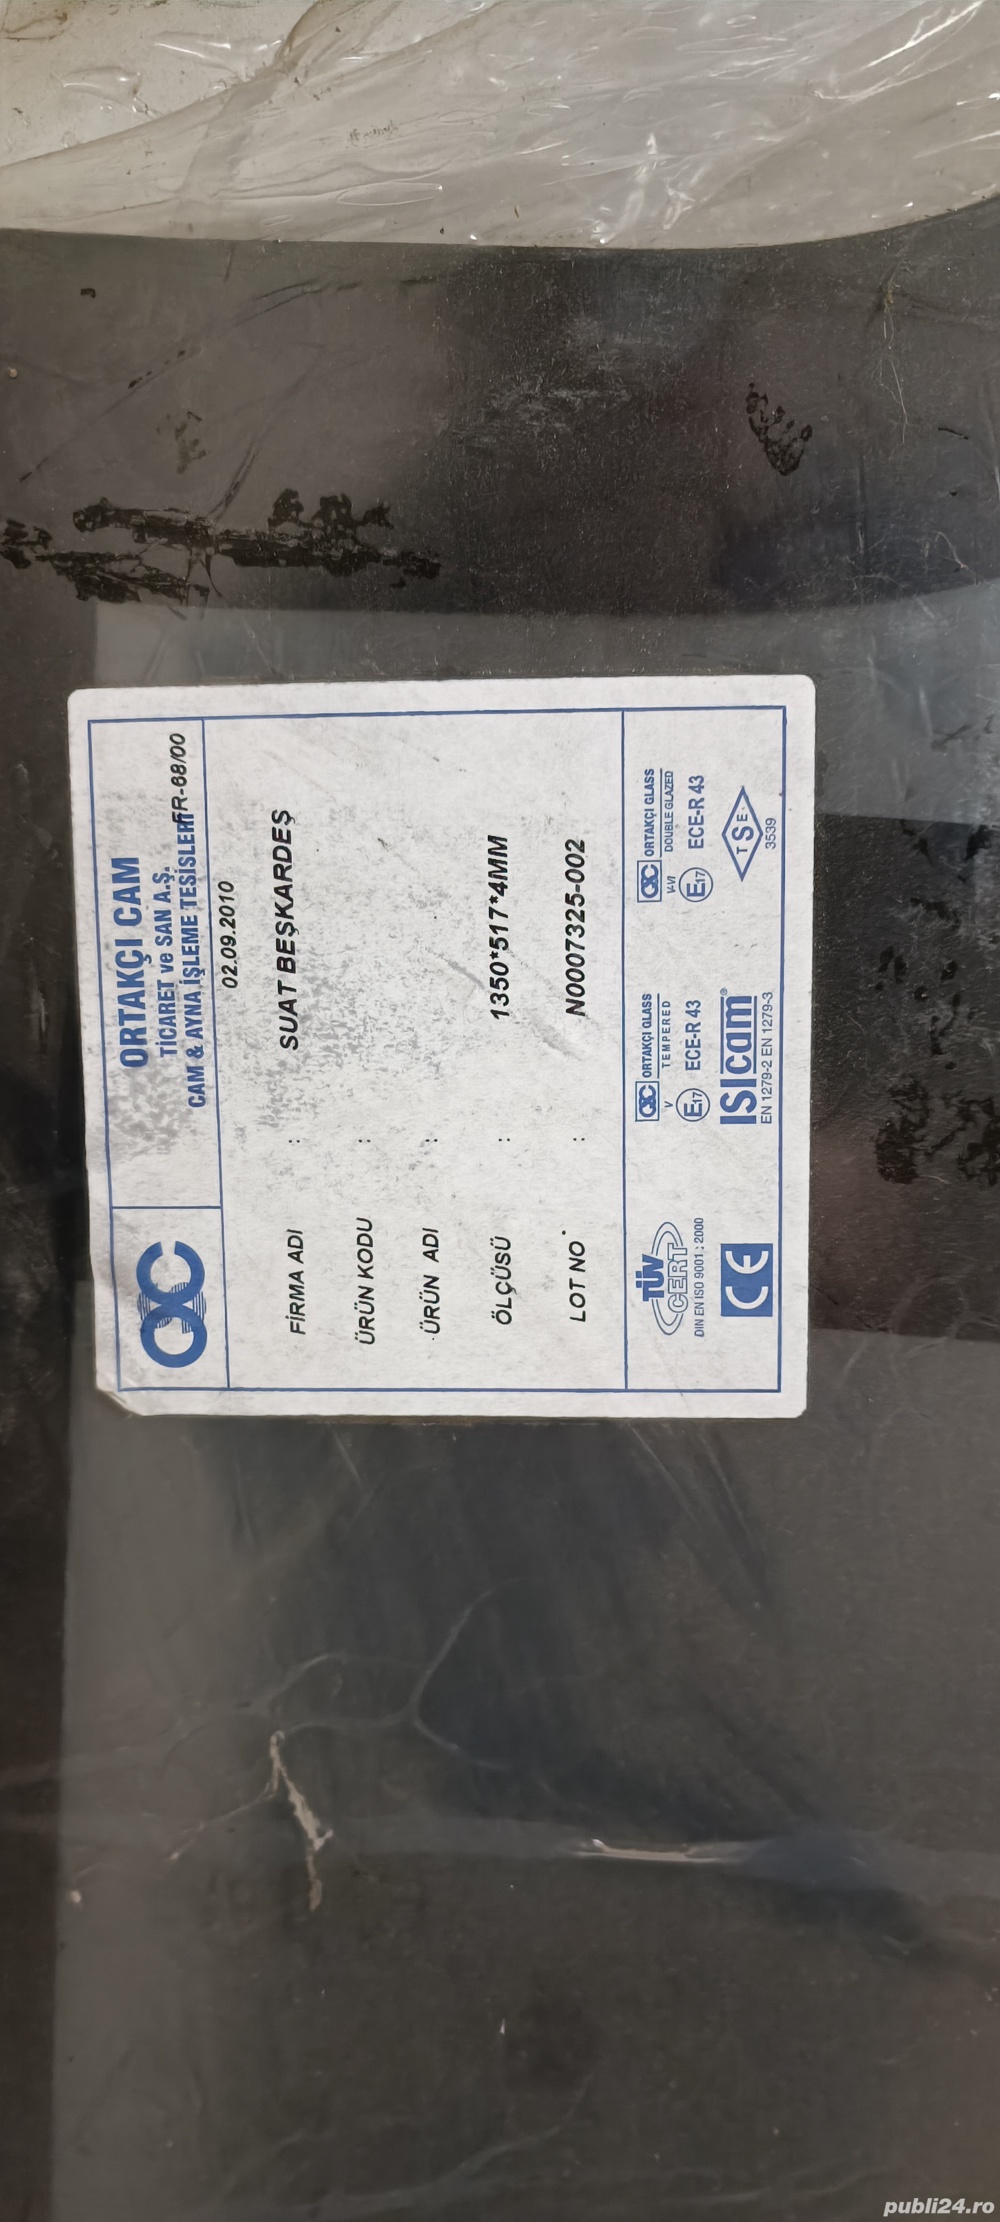 ORTAKÇI CAM
TİCARET ve SAN A.Ş.
CAM & AYNA İŞLEME TESİSLERİ
FR-68/00
02.09.2010
FİRMA ADI : SUAT BEŞKARDEŞ
ÜRÜN KODU :
ÜRÜN ADI :
ÖLÇÜSÜ : 1350*517*4MM
LOT NO : N0007325-002
TÜV
CERT
DIN EN ISO 9001 : 2000
CE
ORTAKÇI GLASS
TEMPERED
V
E17 ECE-R 43
ISIcam®
EN 1279-2 EN 1279-3
ORTAKÇI GLASS
DOUBLE GLAZED
V-VI
E17 ECE-R 43
TSE
3539
publi24.ro